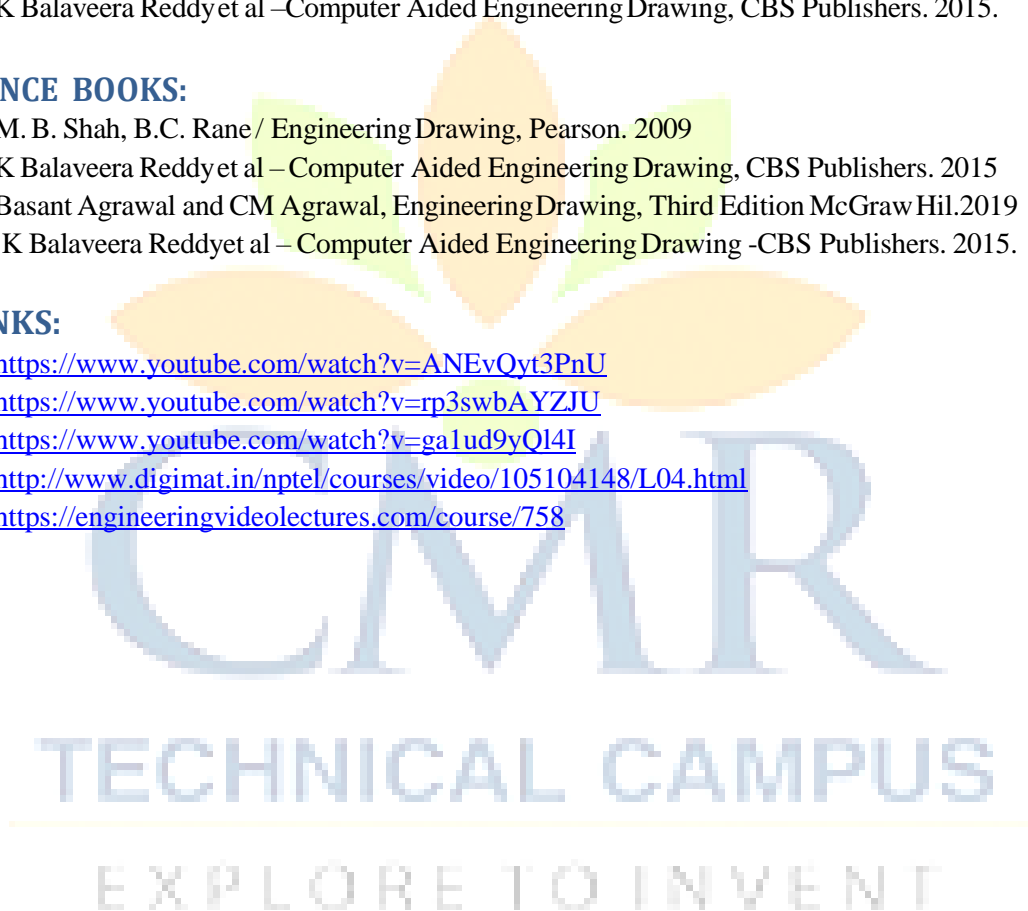 K Balaveera Reddyet al –Computer Aided Engineering Drawing, CBS Publishers. 2015.
NCE BOOKS:
M. B. Shah, B.C. Rane / Engineering Drawing, Pearson. 2009
K Balaveera Reddyet al – Computer Aided Engineering Drawing, CBS Publishers. 2015
Basant Agrawal and CM Agrawal, Engineering Drawing, Third Edition McGraw Hil.2019
K Balaveera Reddyet al – Computer Aided Engineering Drawing -CBS Publishers. 2015.
NKS:
https://www.youtube.com/watch?v=ANEvQyt3PnU
https://www.youtube.com/watch?v=rp3swbAYZJU
https://www.youtube.com/watch?v=ga1ud9yQl4I
http://www.digimat.in/nptel/courses/video/105104148/L04.html
https://engineeringvideolectures.com/course/758
CMR
TECHNICAL CAMPUS
EXPLORE TO INVENT